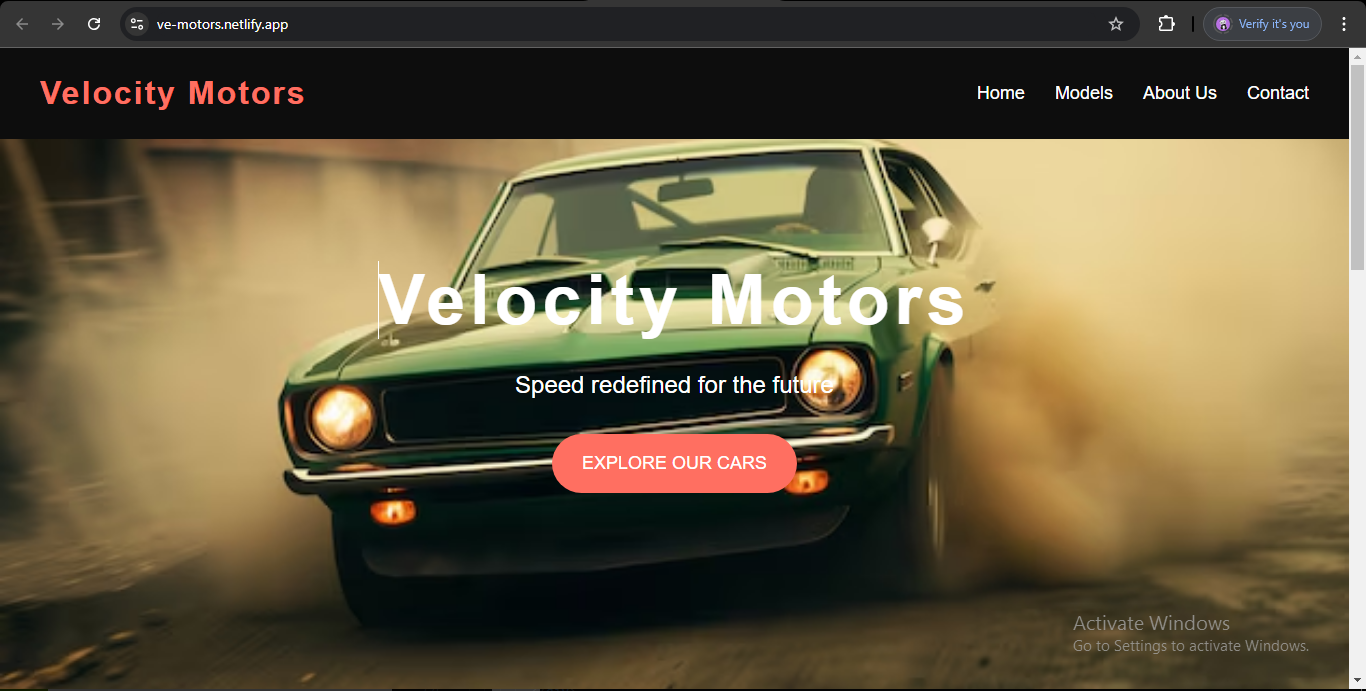 ve-motors.netlify.app
Verify it's you
Velocity Motors
Home Models About Us Contact
Velocity Motors
Speed redefined for the future
EXPLORE OUR CARS
Activate Windows
Go to Settings to activate Windows.